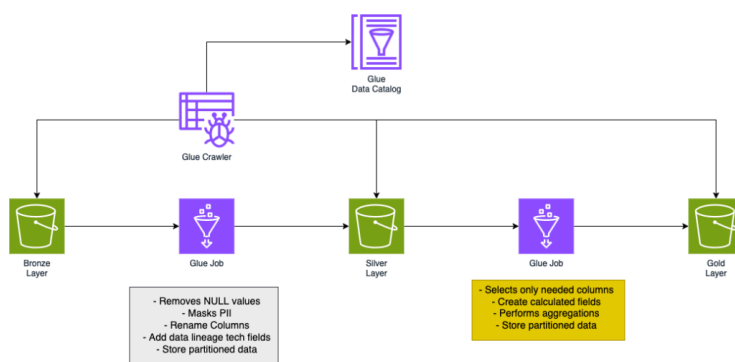 Glue
Data Catalog
Glue Crawler
Bronze
Layer
Glue Job
Silver
Layer
Glue Job
Gold
Layer
- Removes NULL values
- Masks PII
- Rename Columns
- Add data lineage tech fields
- Store partitioned data
- Selects only needed columns
- Create calculated fields
- Performs aggregations
- Store partitioned data